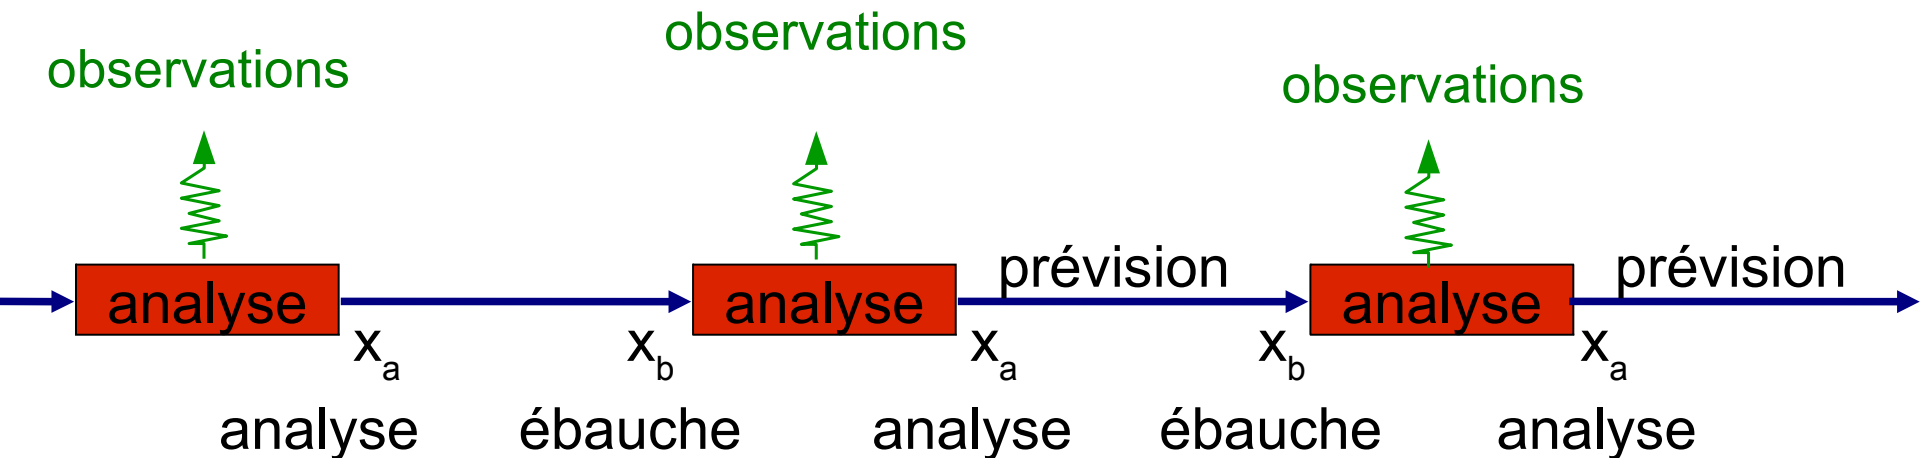 observations
observations
observations
prévision
prévision
analyse
analyse
analyse
xa
xb
xa
xb
xa
analyse
ébauche
analyse
ébauche
analyse